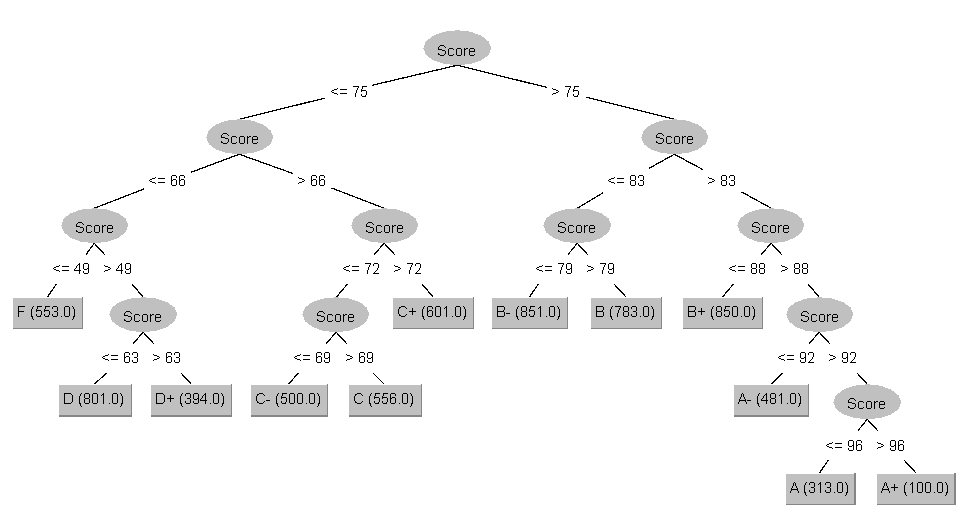 Score
<= 75
> 75
Score
Score
<= 66
> 66
<= 83
> 83
Score
Score
Score
Score
<= 49
> 49
<= 72
> 72
<= 79
> 79
<= 88
> 88
F (553.0)
Score
Score
C+ (601.0)
B- (851.0)
B (783.0)
B+ (850.0)
Score
<= 63
> 63
<= 69
> 69
<= 92
> 92
D (801.0)
D+ (394.0)
C- (500.0)
C (556.0)
A- (481.0)
Score
<= 96
> 96
A (313.0)
A+ (100.0)